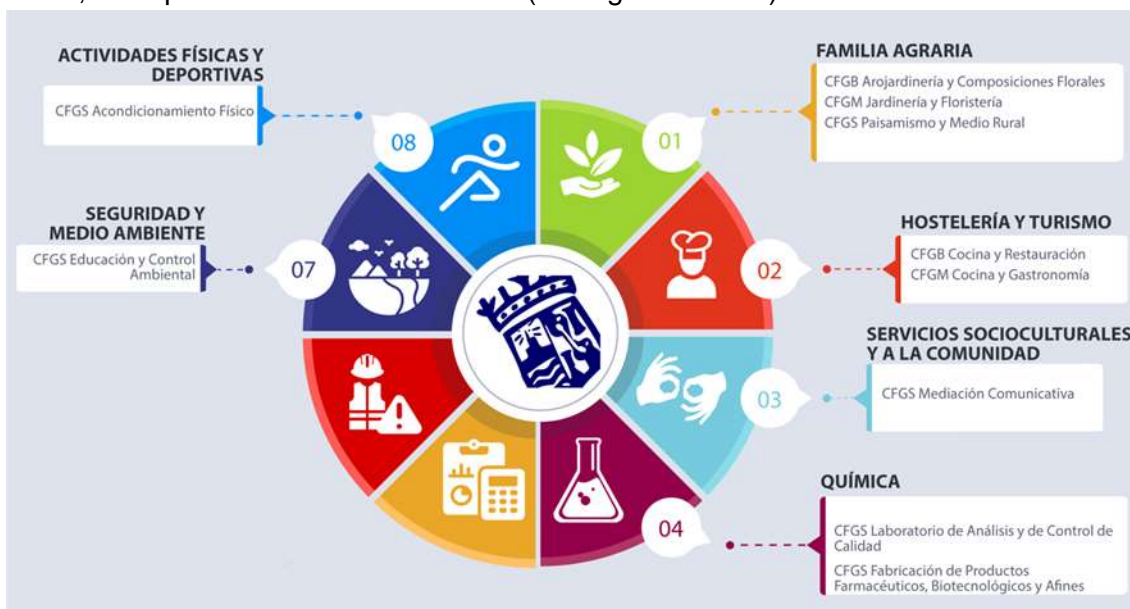 ACTIVIDADES FÍSICAS Y
DEPORTIVAS
CFGS Acondicionamiento Físico
08
FAMILIA AGRARIA
CFGB Arojardinería y Composiciones Florales
CFGM Jardinería y Floristería
CFGS Paisamismo y Medio Rural
01
SEGURIDAD Y
MEDIO AMBIENTE
CFGS Educación y Control
Ambiental
07
HOSTELERÍA Y TURISMO
CFGB Cocina y Restauración
CFGM Cocina y Gastronomía
02
SERVICIOS SOCIOCULTURALES
Y A LA COMUNIDAD
CFGS Mediación Comunicativa
03
QUÍMICA
CFGS Laboratorio de Análisis y de Control de
Calidad
CFGS Fabricación de Productos
Farmacéuticos, Biotecnológicos y Afines
04